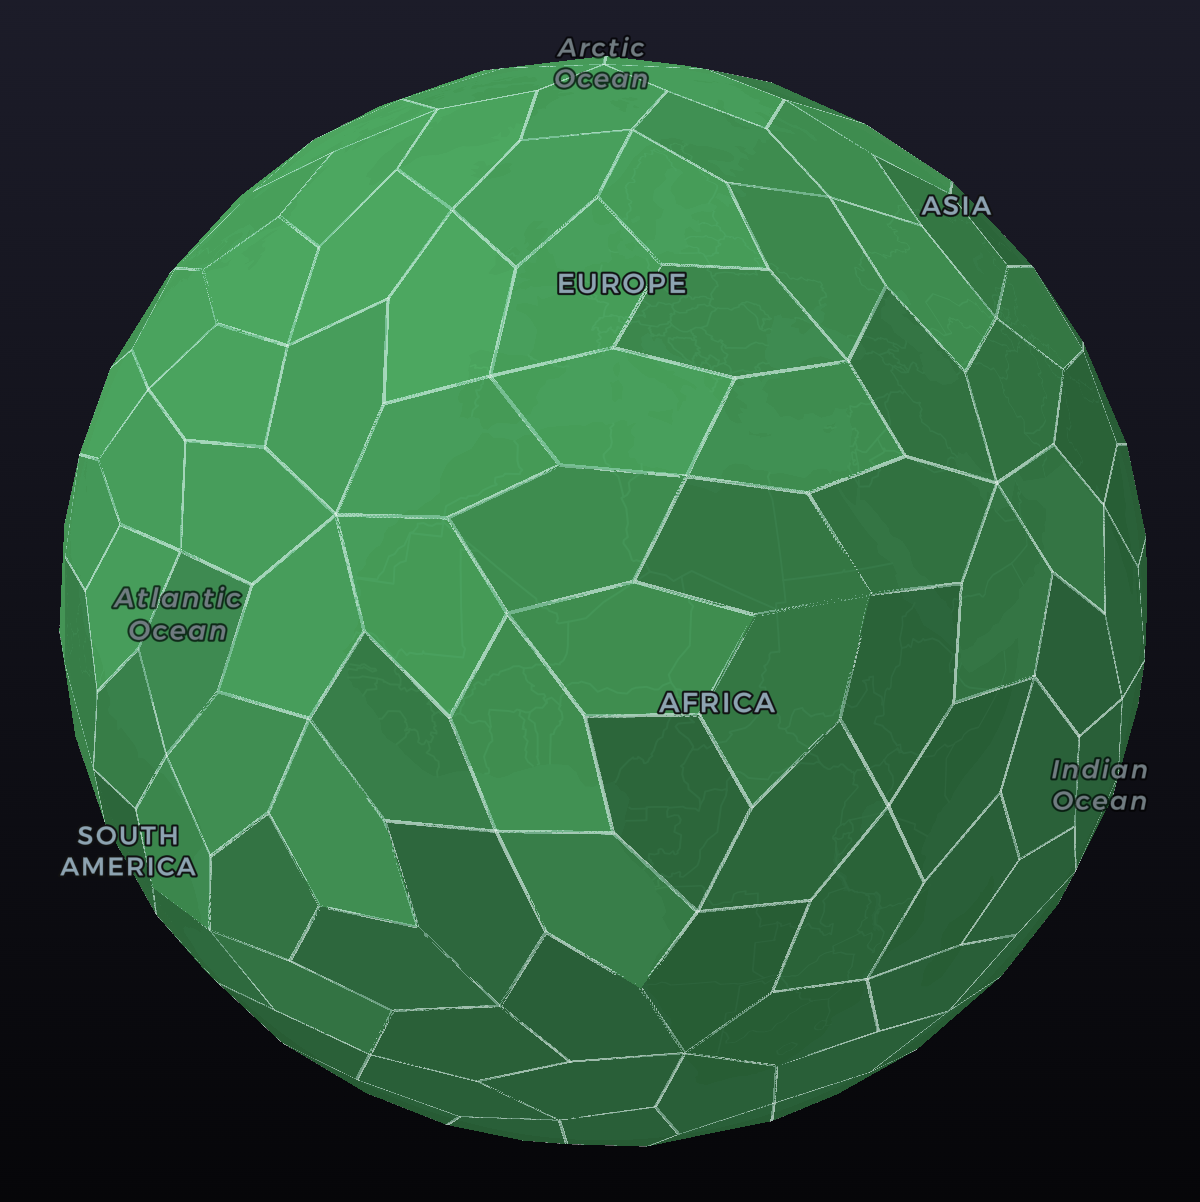 Arctic
Ocean
ASIA
EUROPE
Atlantic
Ocean
AFRICA
Indian
Ocean
SOUTH
AMERICA